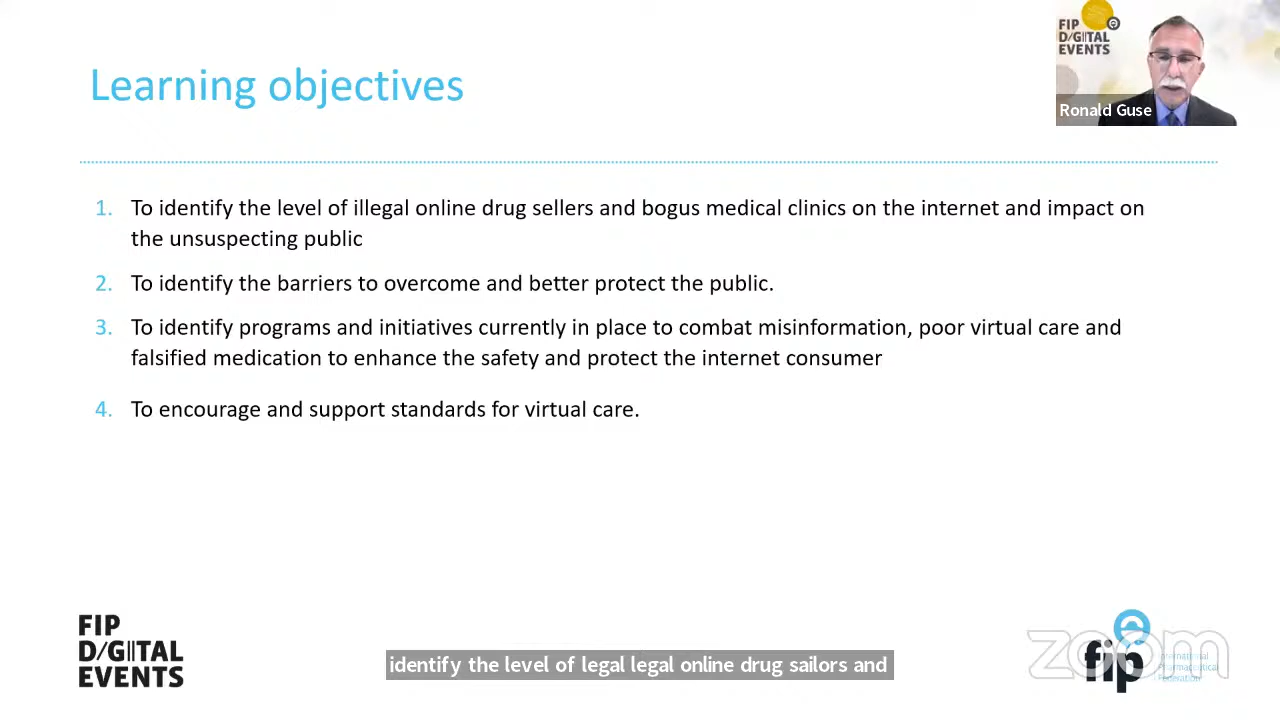 Learning objectives
FIP
D/GITAL
EVENTS
Ronald Guse
1. To identify the level of illegal online drug sellers and bogus medical clinics on the internet and impact on
the unsuspecting public
2. To identify the barriers to overcome and better protect the public.
3. To identify programs and initiatives currently in place to combat misinformation, poor virtual care and
falsified medication to enhance the safety and protect the internet consumer
4. To encourage and support standards for virtual care.
FIP
D/GITAL
EVENTS
identify the level of legal legal online drug sailors and
zoom
fip
International
Pharmaceutical
Federation